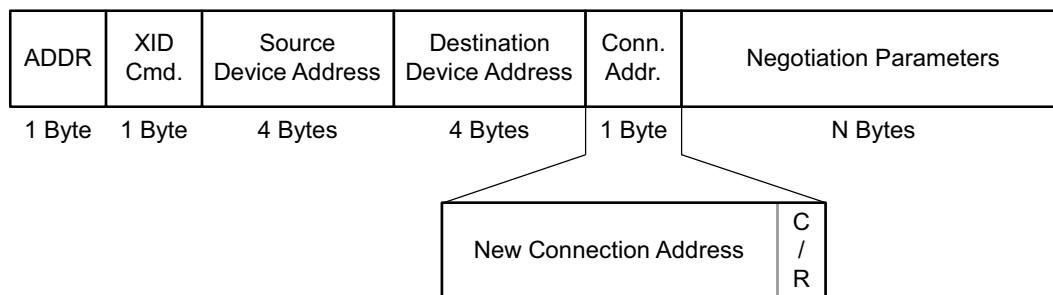 ADDR
XID
Cmd.
Source
Device Address
Destination
Device Address
Conn.
Addr.
Negotiation Parameters
1 Byte
1 Byte
4 Bytes
4 Bytes
1 Byte
N Bytes
New Connection Address
C
/
R